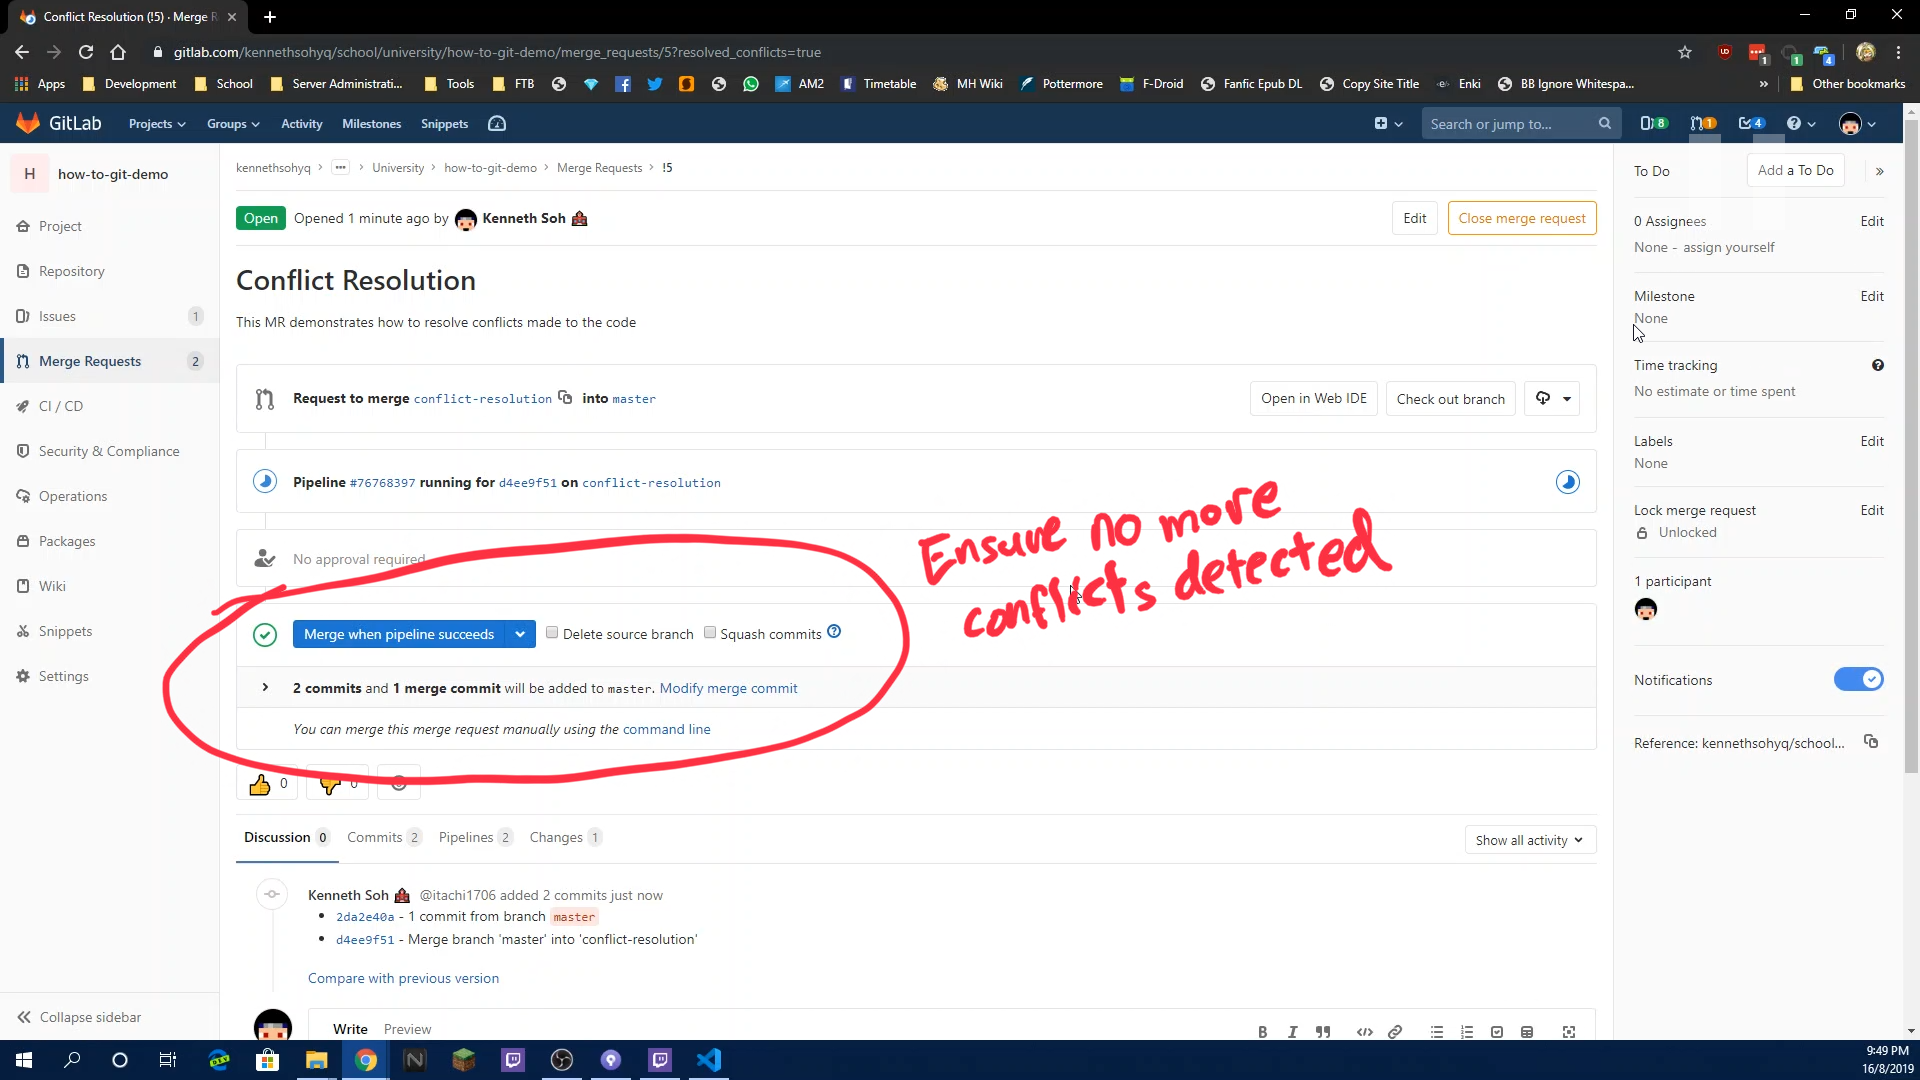 Conflict Resolution (!5) · Merge R
gitlab.com/kennethsohyq/school/university/how-to-git-demo/merge_requests/5?resolved_conflicts=true
1 1 4
Apps Development School Server Administrati... Tools FTB AM2 Timetable MH Wiki Pottermore F-Droid Fanfic Epub DL Copy Site Title Enki BB Ignore Whitespa... » Other bookmarks
GitLab Projects Groups Activity Milestones Snippets Search or jump to... 8 1 4
H how-to-git-demo
Project
Repository
Issues 1
Merge Requests 2
CI / CD
Security & Compliance
Operations
Packages
Wiki
Snippets
Settings
Collapse sidebar
kennethsohyq › ... › University › how-to-git-demo › Merge Requests › !5
Open Opened 1 minute ago by Kenneth Soh Edit Close merge request
Conflict Resolution
This MR demonstrates how to resolve conflicts made to the code
Request to merge conflict-resolution into master Open in Web IDE Check out branch
Pipeline #76768397 running for d4ee9f51 on conflict-resolution
No approval required
Ensure no more
conflicts detected
Merge when pipeline succeeds Delete source branch Squash commits
2 commits and 1 merge commit will be added to master. Modify merge commit
You can merge this merge request manually using the command line
0 0
Discussion 0 Commits 2 Pipelines 2 Changes 1 Show all activity
Kenneth Soh @itachi1706 added 2 commits just now
2da2e40a - 1 commit from branch master
d4ee9f51 - Merge branch 'master' into 'conflict-resolution'
Compare with previous version
Write Preview B I
To Do Add a To Do »
0 Assignees Edit
None - assign yourself
Milestone Edit
None
Time tracking
No estimate or time spent
Labels Edit
None
Lock merge request Edit
Unlocked
1 participant
Notifications
Reference: kennethsohyq/school...
9:49 PM
16/8/2019